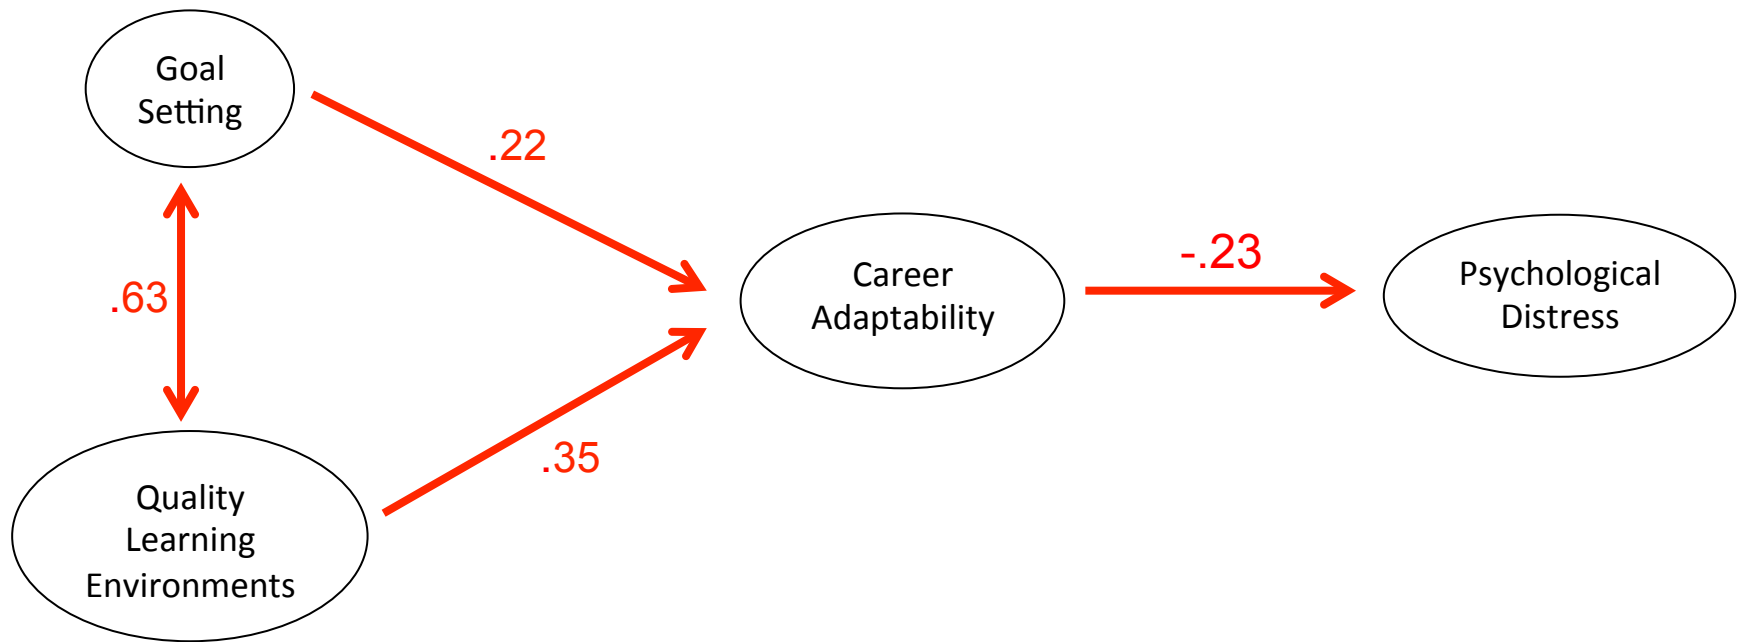 Goal
Setting
.22
.63
Career
Adaptability
-.23
Psychological
Distress
.35
Quality
Learning
Environments